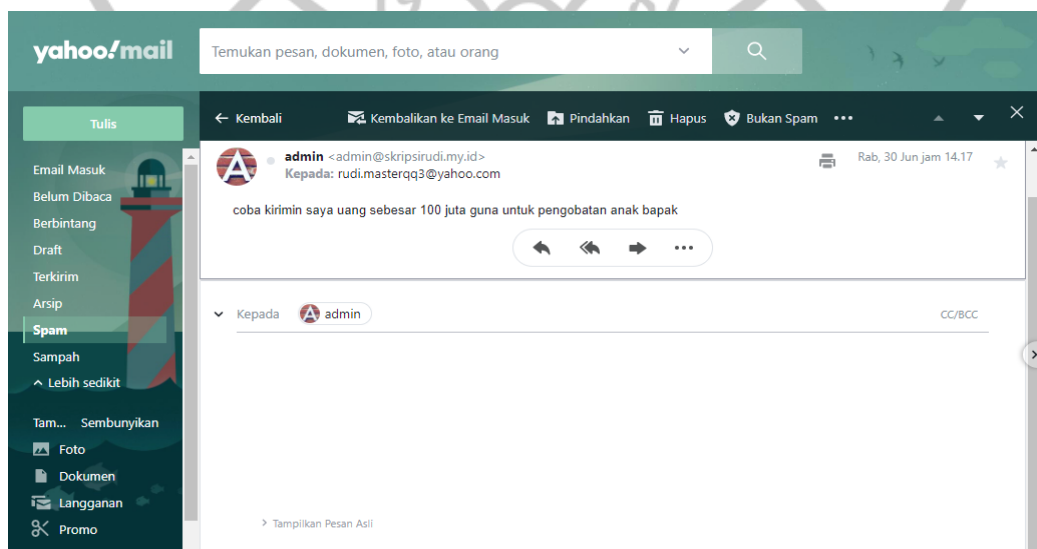 yahoo!mail
Temukan pesan, dokumen, foto, atau orang
Tulis
Email Masuk
Belum Dibaca
Berbintang
Draft
Terkirim
Arsip
Spam
Sampah
Lebih sedikit
Tam... Sembunyikan
Foto
Dokumen
Langganan
Promo
Kembali Kembalikan ke Email Masuk Pindahkan Hapus Bukan Spam
A
admin <admin@skripsirudi.my.id> Rab, 30 Jun jam 14.17
Kepada: rudi.masterqq3@yahoo.com
coba kirimin saya uang sebesar 100 juta guna untuk pengobatan anak bapak
Kepada A admin CC/BCC
Tampilkan Pesan Asli